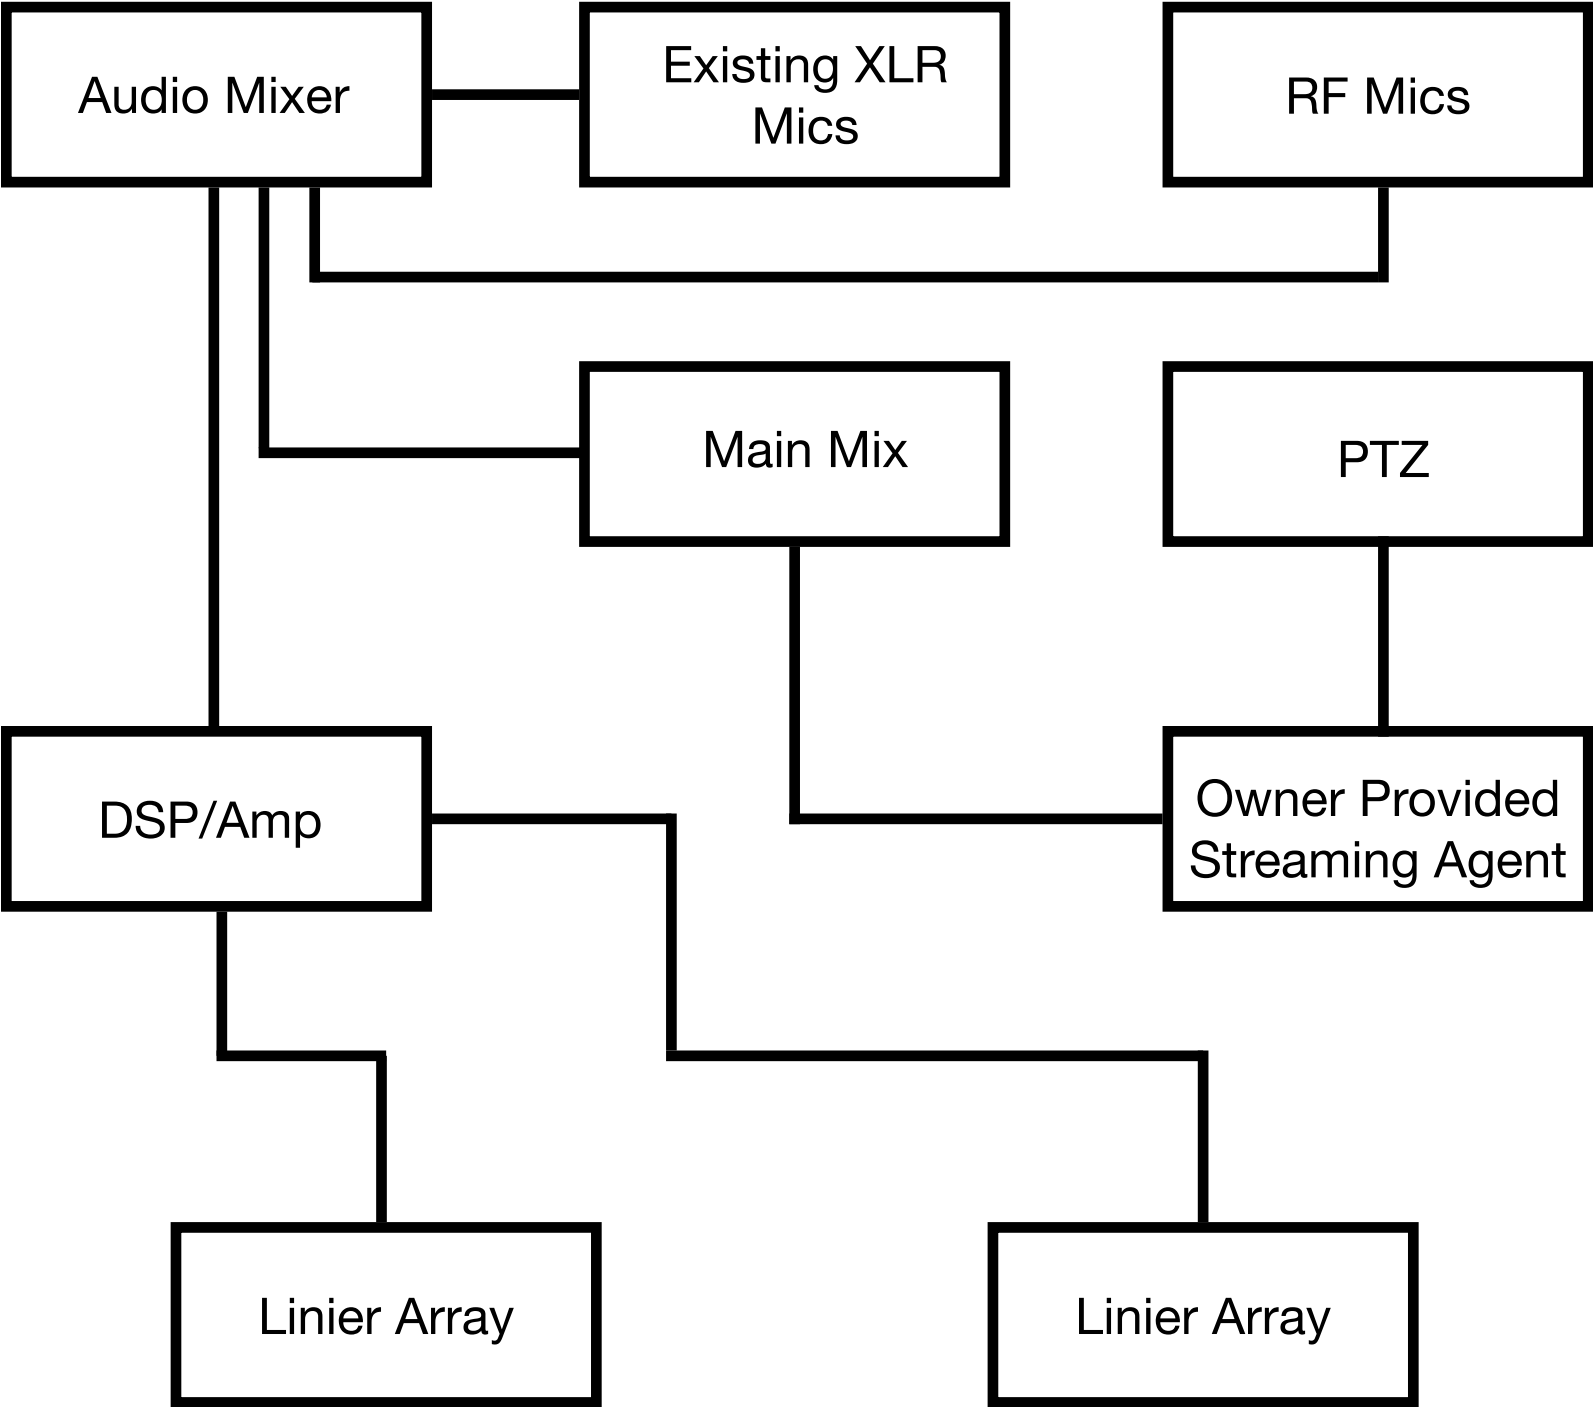 Audio Mixer
Existing XLR
Mics
RF Mics
Main Mix
PTZ
DSP/Amp
Owner Provided
Streaming Agent
Linier Array
Linier Array